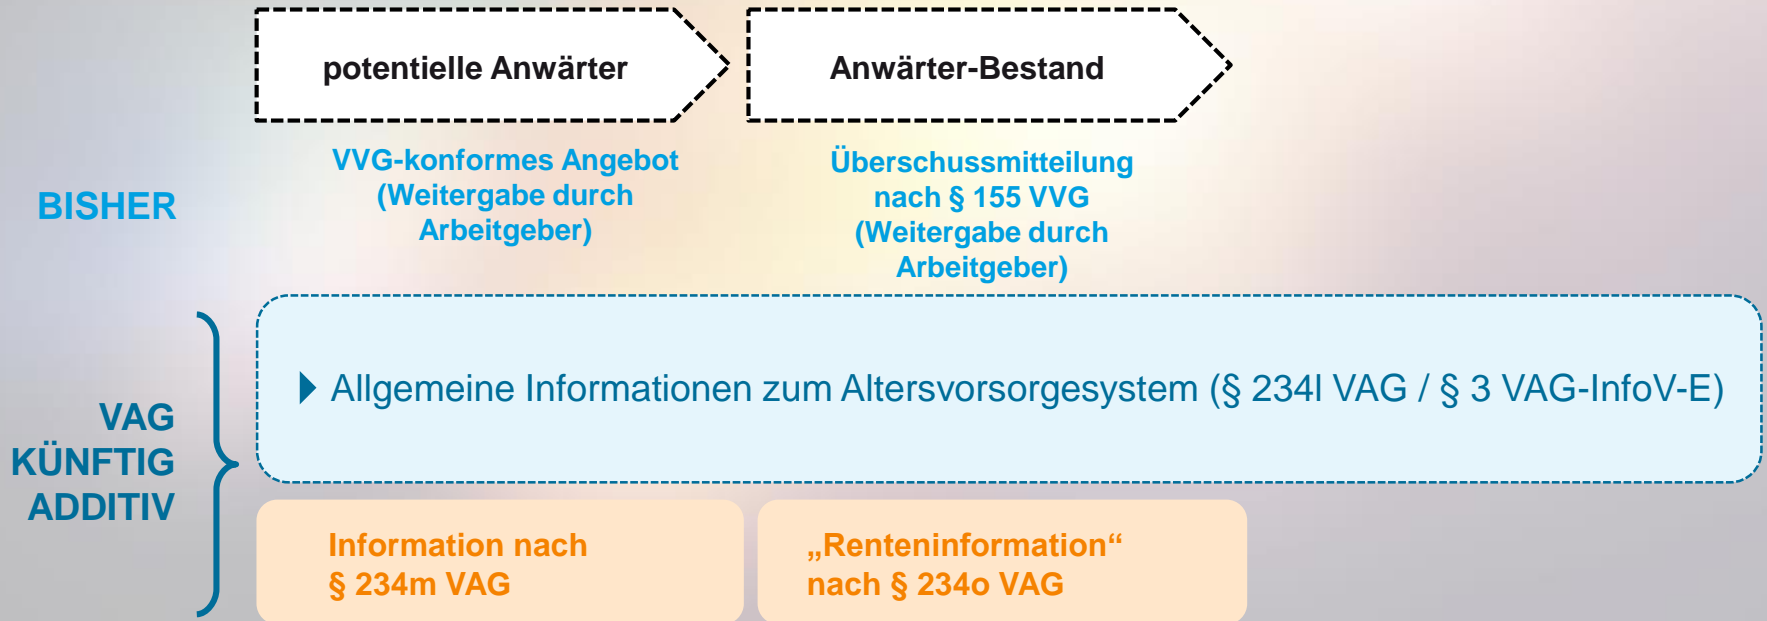 potentielle Anwärter
Anwärter-Bestand
BISHER
VVG-konformes Angebot
(Weitergabe durch
Arbeitgeber)
Überschussmitteilung
nach § 155 VVG
(Weitergabe durch
Arbeitgeber)
VAG
KÜNFTIG
ADDITIV
Allgemeine Informationen zum Altersvorsorgesystem (§ 234l VAG / § 3 VAG-InfoV-E)
Information nach
§ 234m VAG
„Renteninformation“
nach § 234o VAG